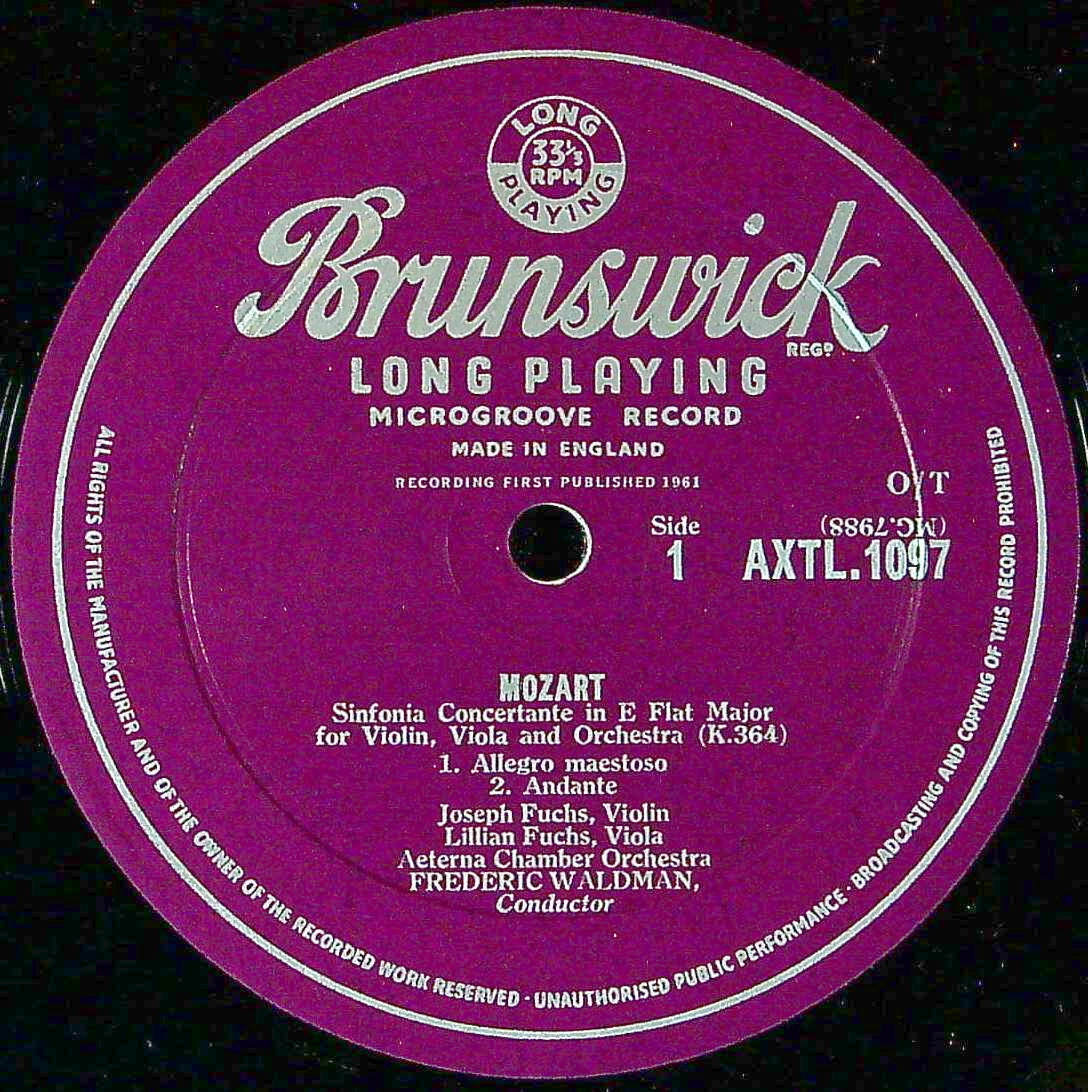 LONG
33⅓
RPM
PLAYING
Brunswick
REGD
LONG PLAYING
MICROGROOVE RECORD
MADE IN ENGLAND
RECORDING FIRST PUBLISHED 1961
O/T
Side
(MG.7988)
1
AXTL.1097
MOZART
Sinfonia Concertante in E Flat Major
for Violin, Viola and Orchestra (K.364)
1. Allegro maestoso
2. Andante
Joseph Fuchs, Violin
Lillian Fuchs, Viola
Aeterna Chamber Orchestra
FREDERIC WALDMAN,
Conductor
ALL RIGHTS OF THE MANUFACTURER AND OF THE OWNER OF THE RECORDED WORK RESERVED · UNAUTHORISED PUBLIC PERFORMANCE · BROADCASTING AND COPYING OF THIS RECORD PROHIBITED